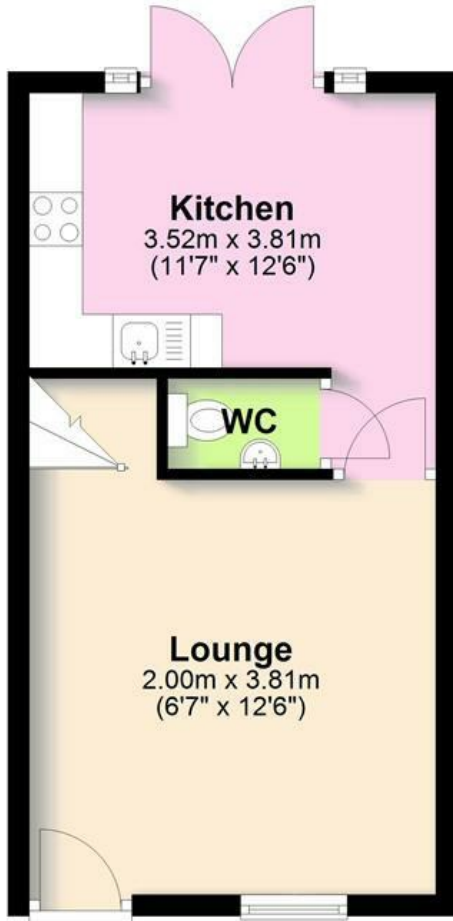 Kitchen
3.52m x 3.81m
(11'7" x 12'6")
WC
Lounge
2.00m x 3.81m
(6'7" x 12'6")